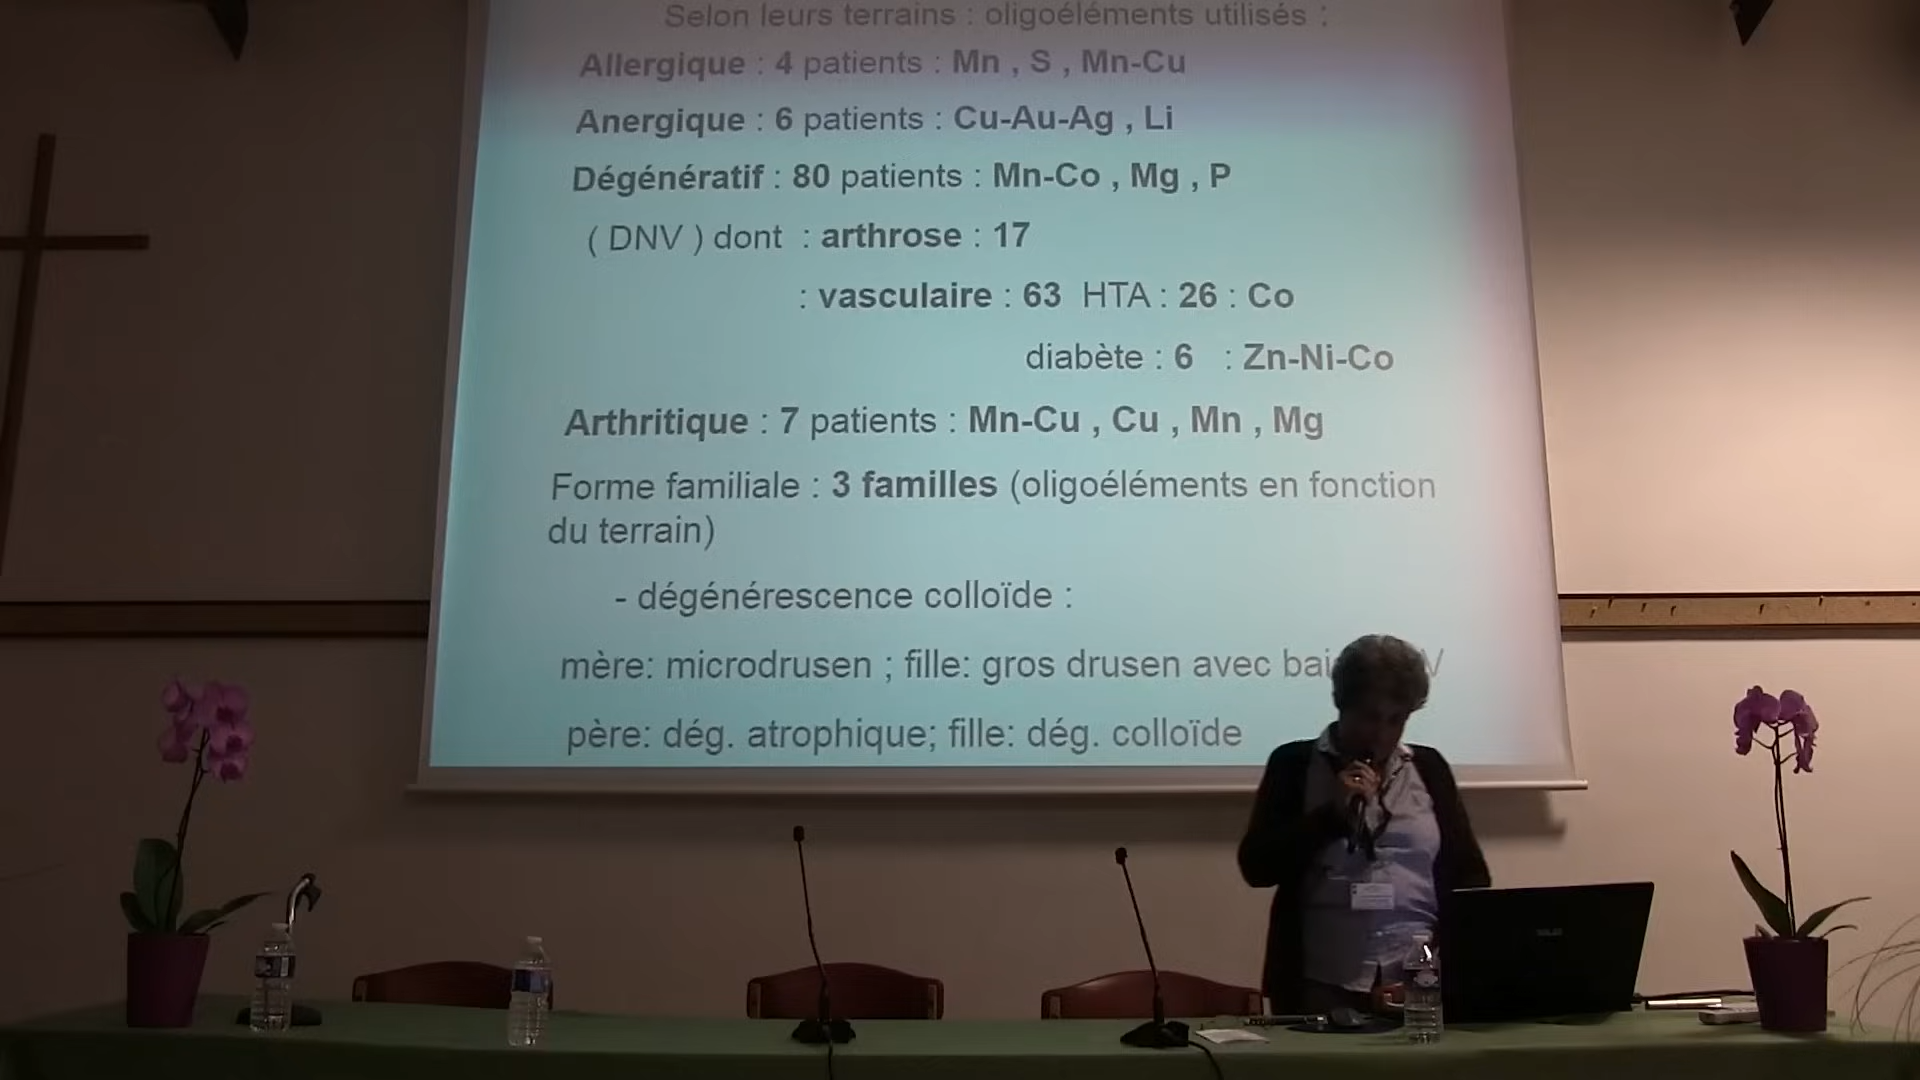 Selon leurs terrains : oligoéléments utilisés :
Allergique : 4 patients : Mn , S , Mn-Cu
Anergique : 6 patients : Cu-Au-Ag , Li
Dégénératif : 80 patients : Mn-Co , Mg , P
( DNV ) dont : arthrose : 17
: vasculaire : 63 HTA : 26 : Co
diabète : 6 : Zn-Ni-Co
Arthritique : 7 patients : Mn-Cu , Cu , Mn , Mg
Forme familiale : 3 familles (oligoéléments en fonction
du terrain)
- dégénérescence colloïde :
mère: microdrusen ; fille: gros drusen avec
père: dég. atrophique; fille: dég. colloïde